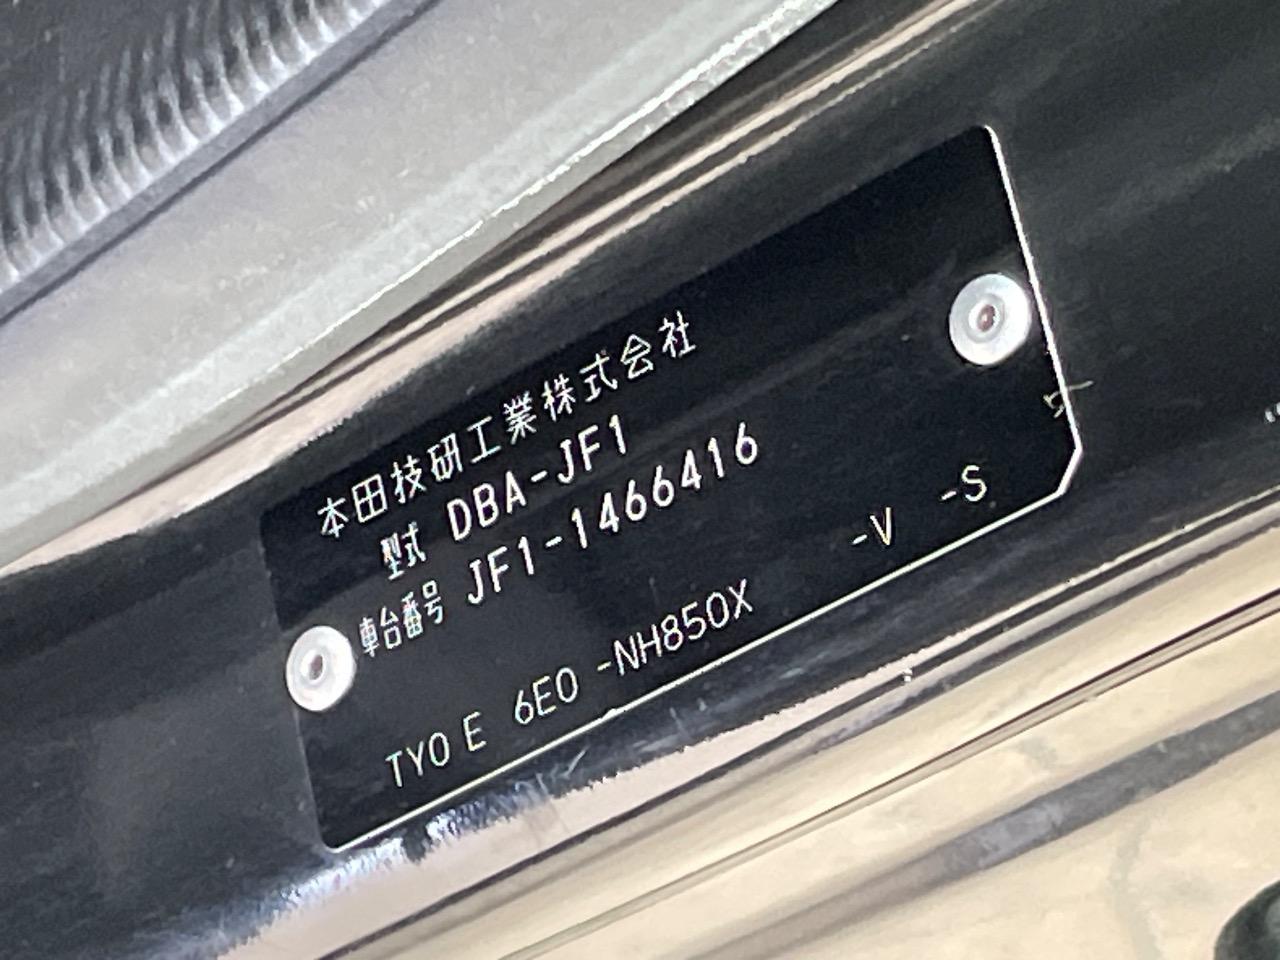 本田技研工業株式会社
型式 DBA-JF1
車台番号 JF1-1466416
TYO E 6E0 -NH850X -V -S